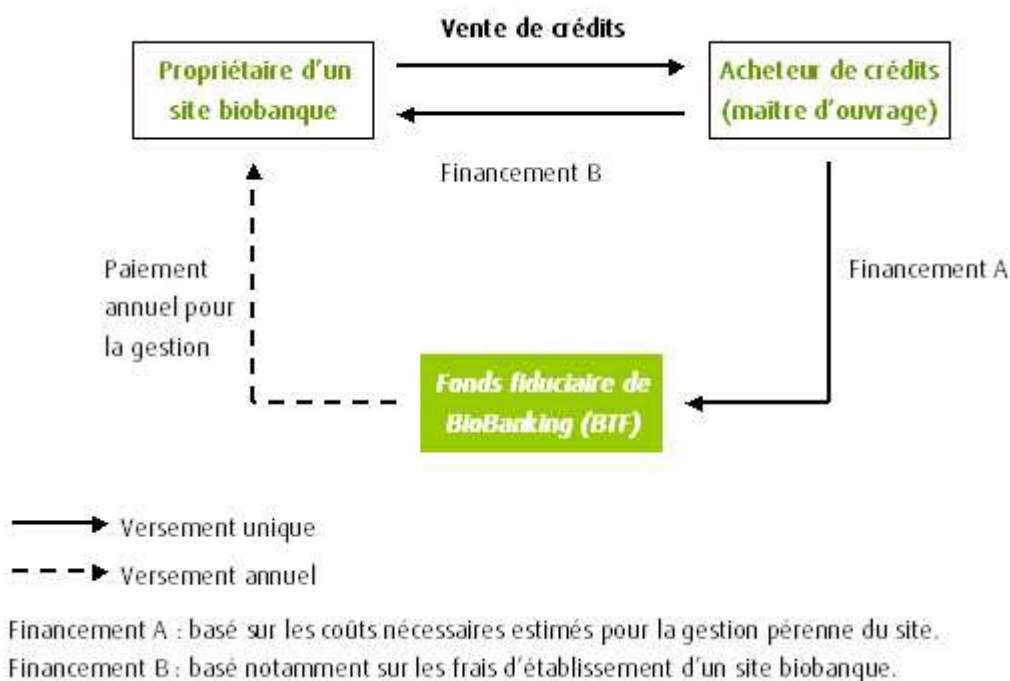 Vente de crédits
Propriétaire d'un
site biobanque
Acheteur de crédits
(maître d'ouvrage)
Financement B
Paiement
annuel pour
la gestion
Financement A
Fonds fiduciaire de
BioBanking (BTF)
Versement unique
Versement annuel
Financement A : basé sur les coûts nécessaires estimés pour la gestion pérenne du site.
Financement B : basé notamment sur les frais d'établissement d'un site biobanque.